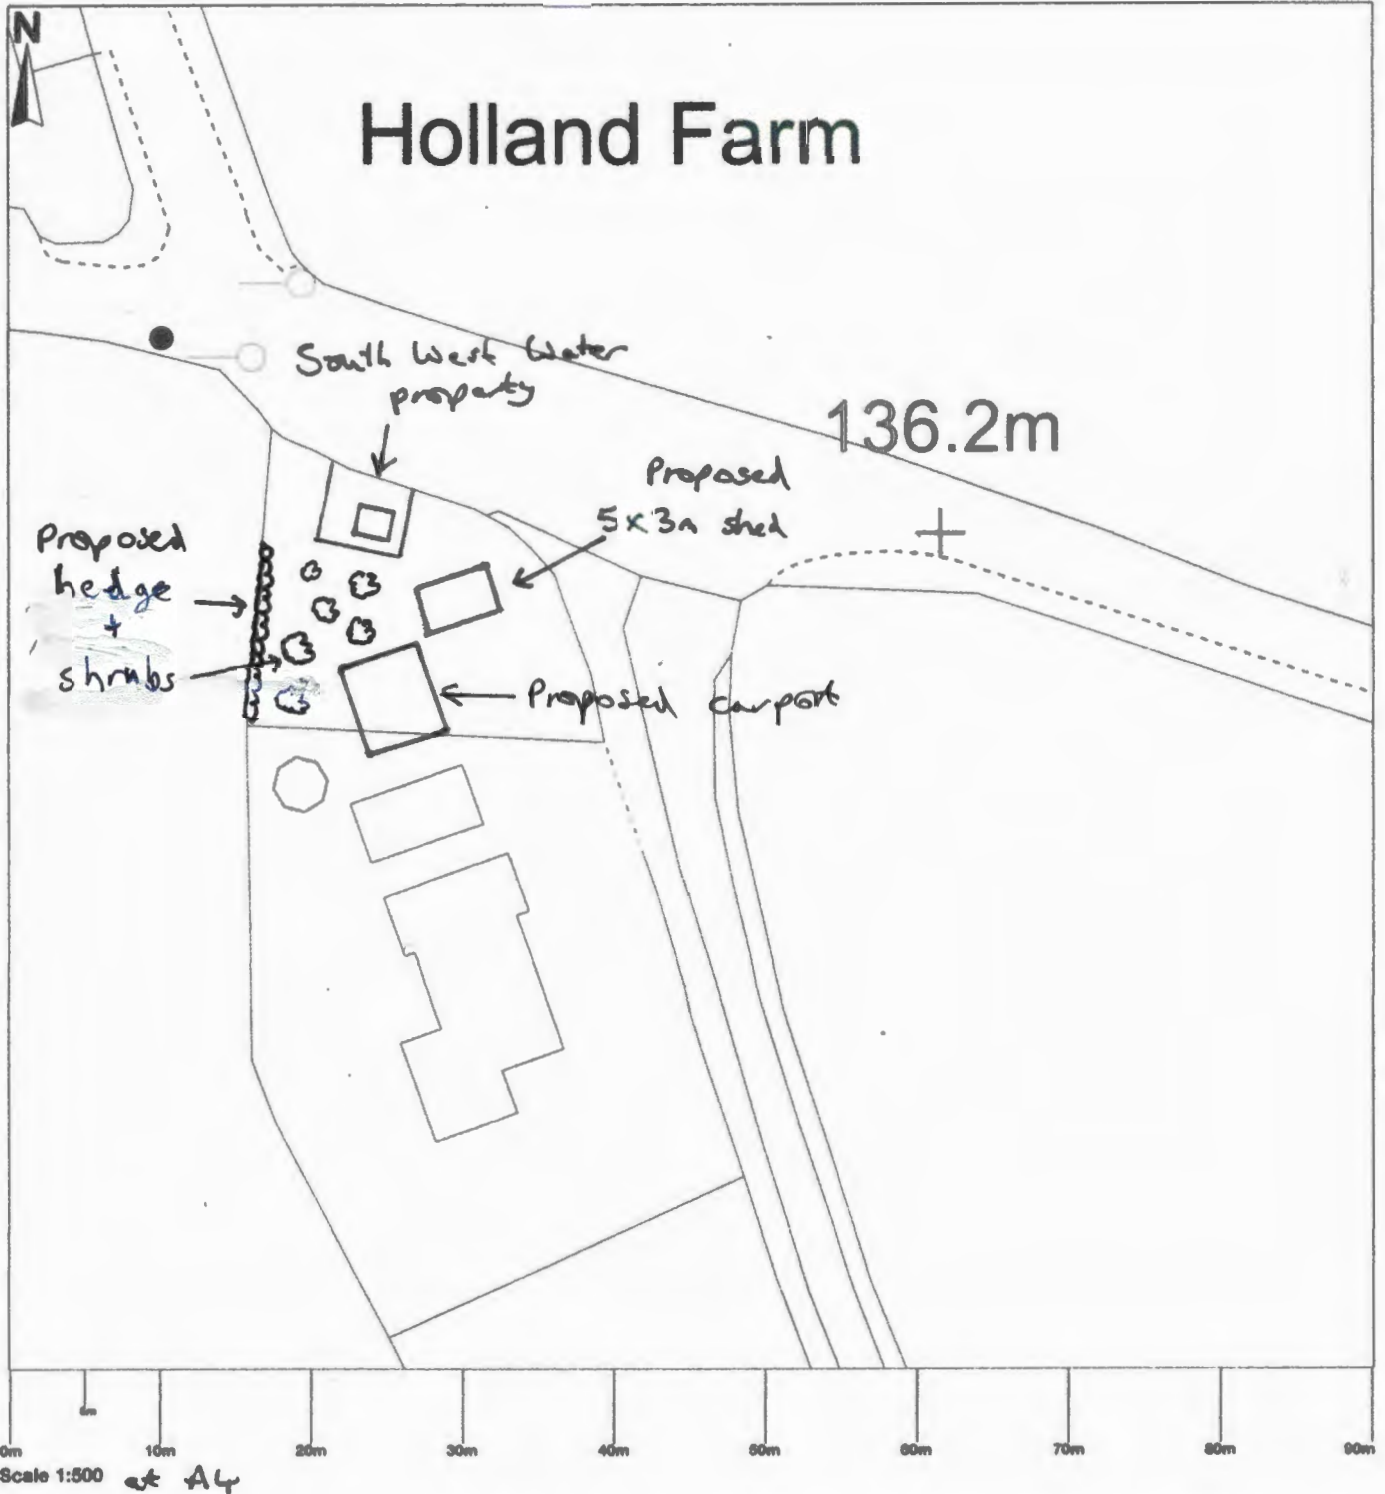 N
Holland Farm
South West Water
property
136.2m
Proposed
5x3m shed
Proposed
hedge
+
shrubs
Proposed carport
5m
0m 10m 20m 30m 40m 50m 60m 70m 80m 90m
Scale 1:500 at A4